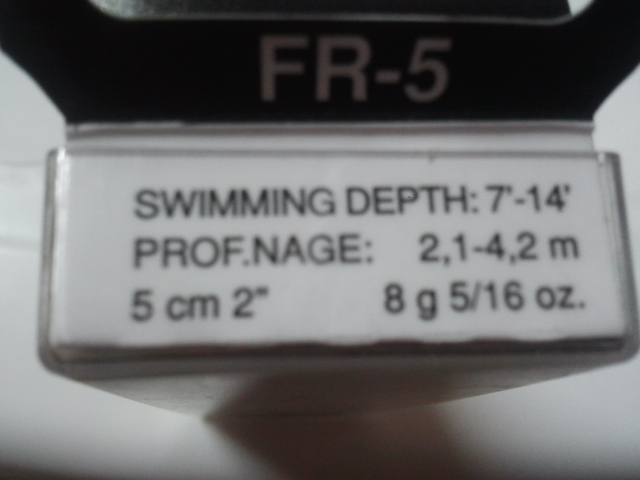 FR-5
SWIMMING DEPTH: 7'-14'
PROF.NAGE: 2,1-4,2 m
5 cm 2" 8 g 5/16 oz.